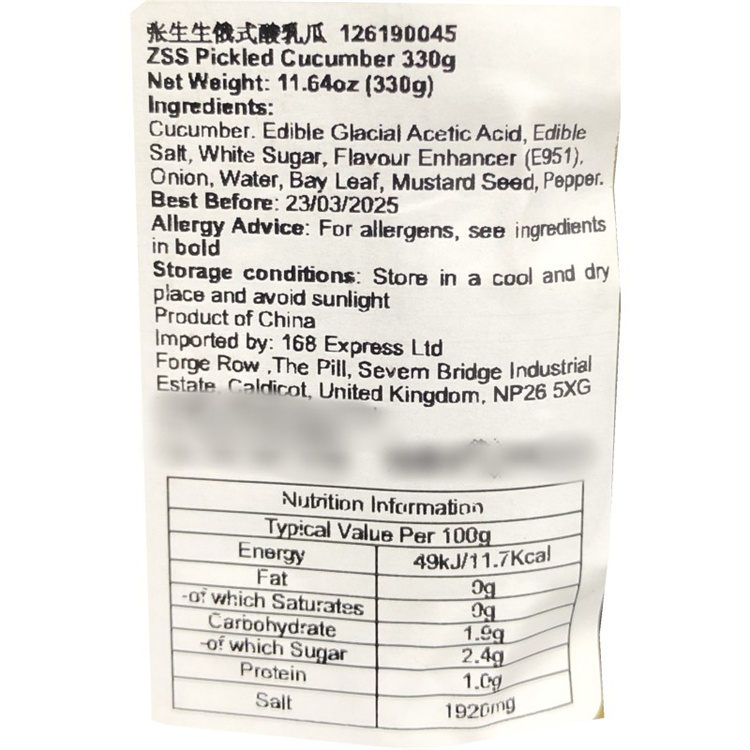 张生生俄式酸乳瓜 126190045
ZSS Pickled Cucumber 330g
Net Weight: 11.64oz (330g)
Ingredients:
Cucumber. Edible Glacial Acetic Acid, Edible
Salt, White Sugar, Flavour Enhancer (E951),
Onion, Water, Bay Leaf, Mustard Seed, Pepper.
Best Before: 23/03/2025
Allergy Advice: For allergens, see ingredients
in bold
Storage conditions: Store in a cool and dry
place and avoid sunlight
Product of China
Imported by: 168 Express Ltd
Forge Row ,The Pill, Severn Bridge Industrial
Estate, Caldicot, United Kingdom, NP26 5XG
Nutrition Information
Typical Value Per 100g
Energy 49kJ/11.7Kcal
Fat 0g
-of which Saturates 0g
Carbohydrate 1.9g
-of which Sugar 2.4g
Protein 1.0g
Salt 1920mg